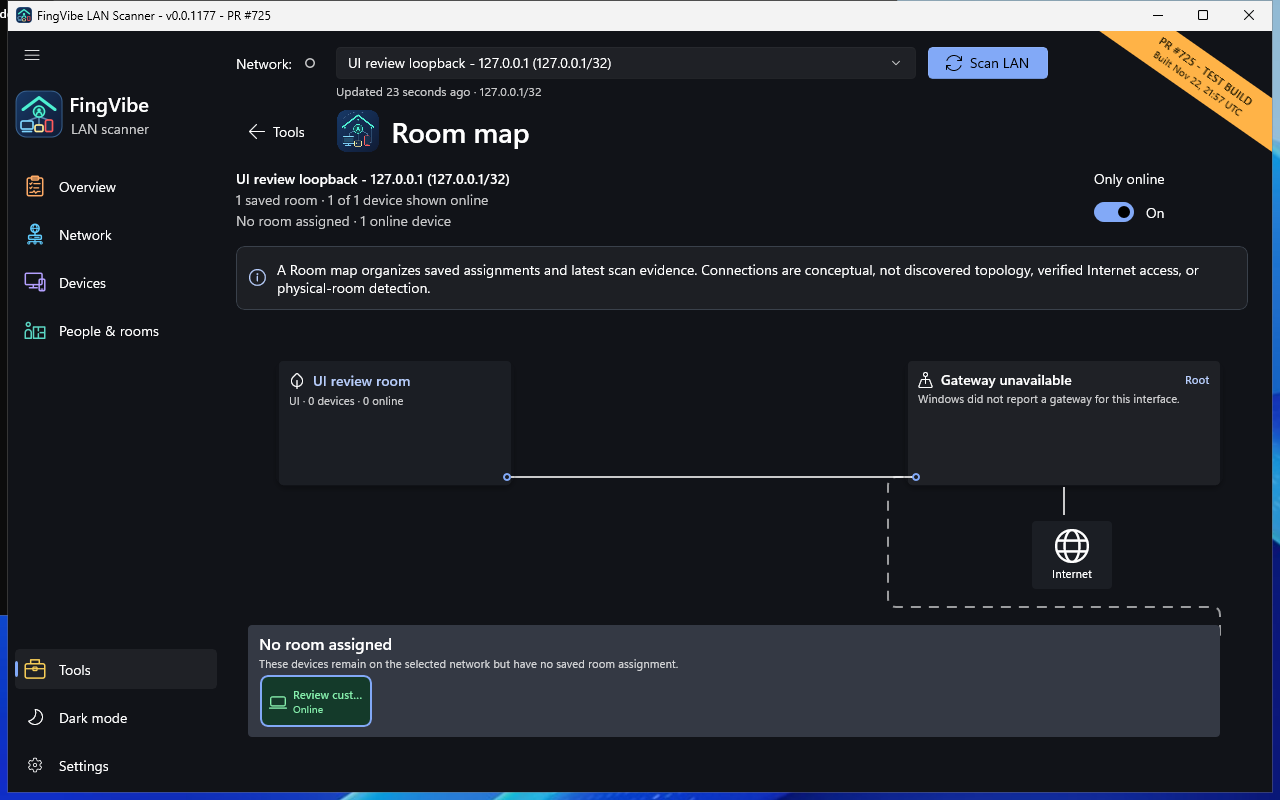 FingVibe LAN Scanner - v0.0.1177 - PR #725
PR #725 - TEST BUILD
Built Nov 22, 21:57 UTC
Network:
UI review loopback - 127.0.0.1 (127.0.0.1/32)
Scan LAN
Updated 23 seconds ago · 127.0.0.1/32
FingVibe
LAN scanner
Tools
Room map
Overview
Network
Devices
People & rooms
UI review loopback - 127.0.0.1 (127.0.0.1/32)
1 saved room · 1 of 1 device shown online
No room assigned · 1 online device
Only online
On
A Room map organizes saved assignments and latest scan evidence. Connections are conceptual, not discovered topology, verified Internet access, or
physical-room detection.
UI review room
UI · 0 devices · 0 online
Gateway unavailable
Root
Windows did not report a gateway for this interface.
Internet
No room assigned
These devices remain on the selected network but have no saved room assignment.
Review cust...
Online
Tools
Dark mode
Settings